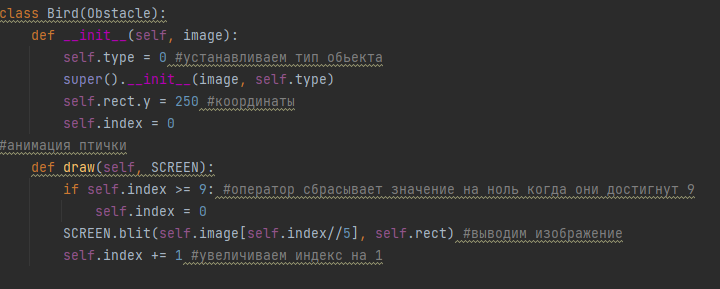 class Bird(Obstacle):
    def __init__(self, image):
        self.type = 0 #устанавливаем тип обьекта
        super().__init__(image, self.type)
        self.rect.y = 250 #координаты
        self.index = 0
#анимация птички
    def draw(self, SCREEN):
        if self.index >= 9: #оператор сбрасывает значение на ноль когда они достигнут 9
            self.index = 0
        SCREEN.blit(self.image[self.index//5], self.rect) #выводим изображение
        self.index += 1 #увеличиваем индекс на 1